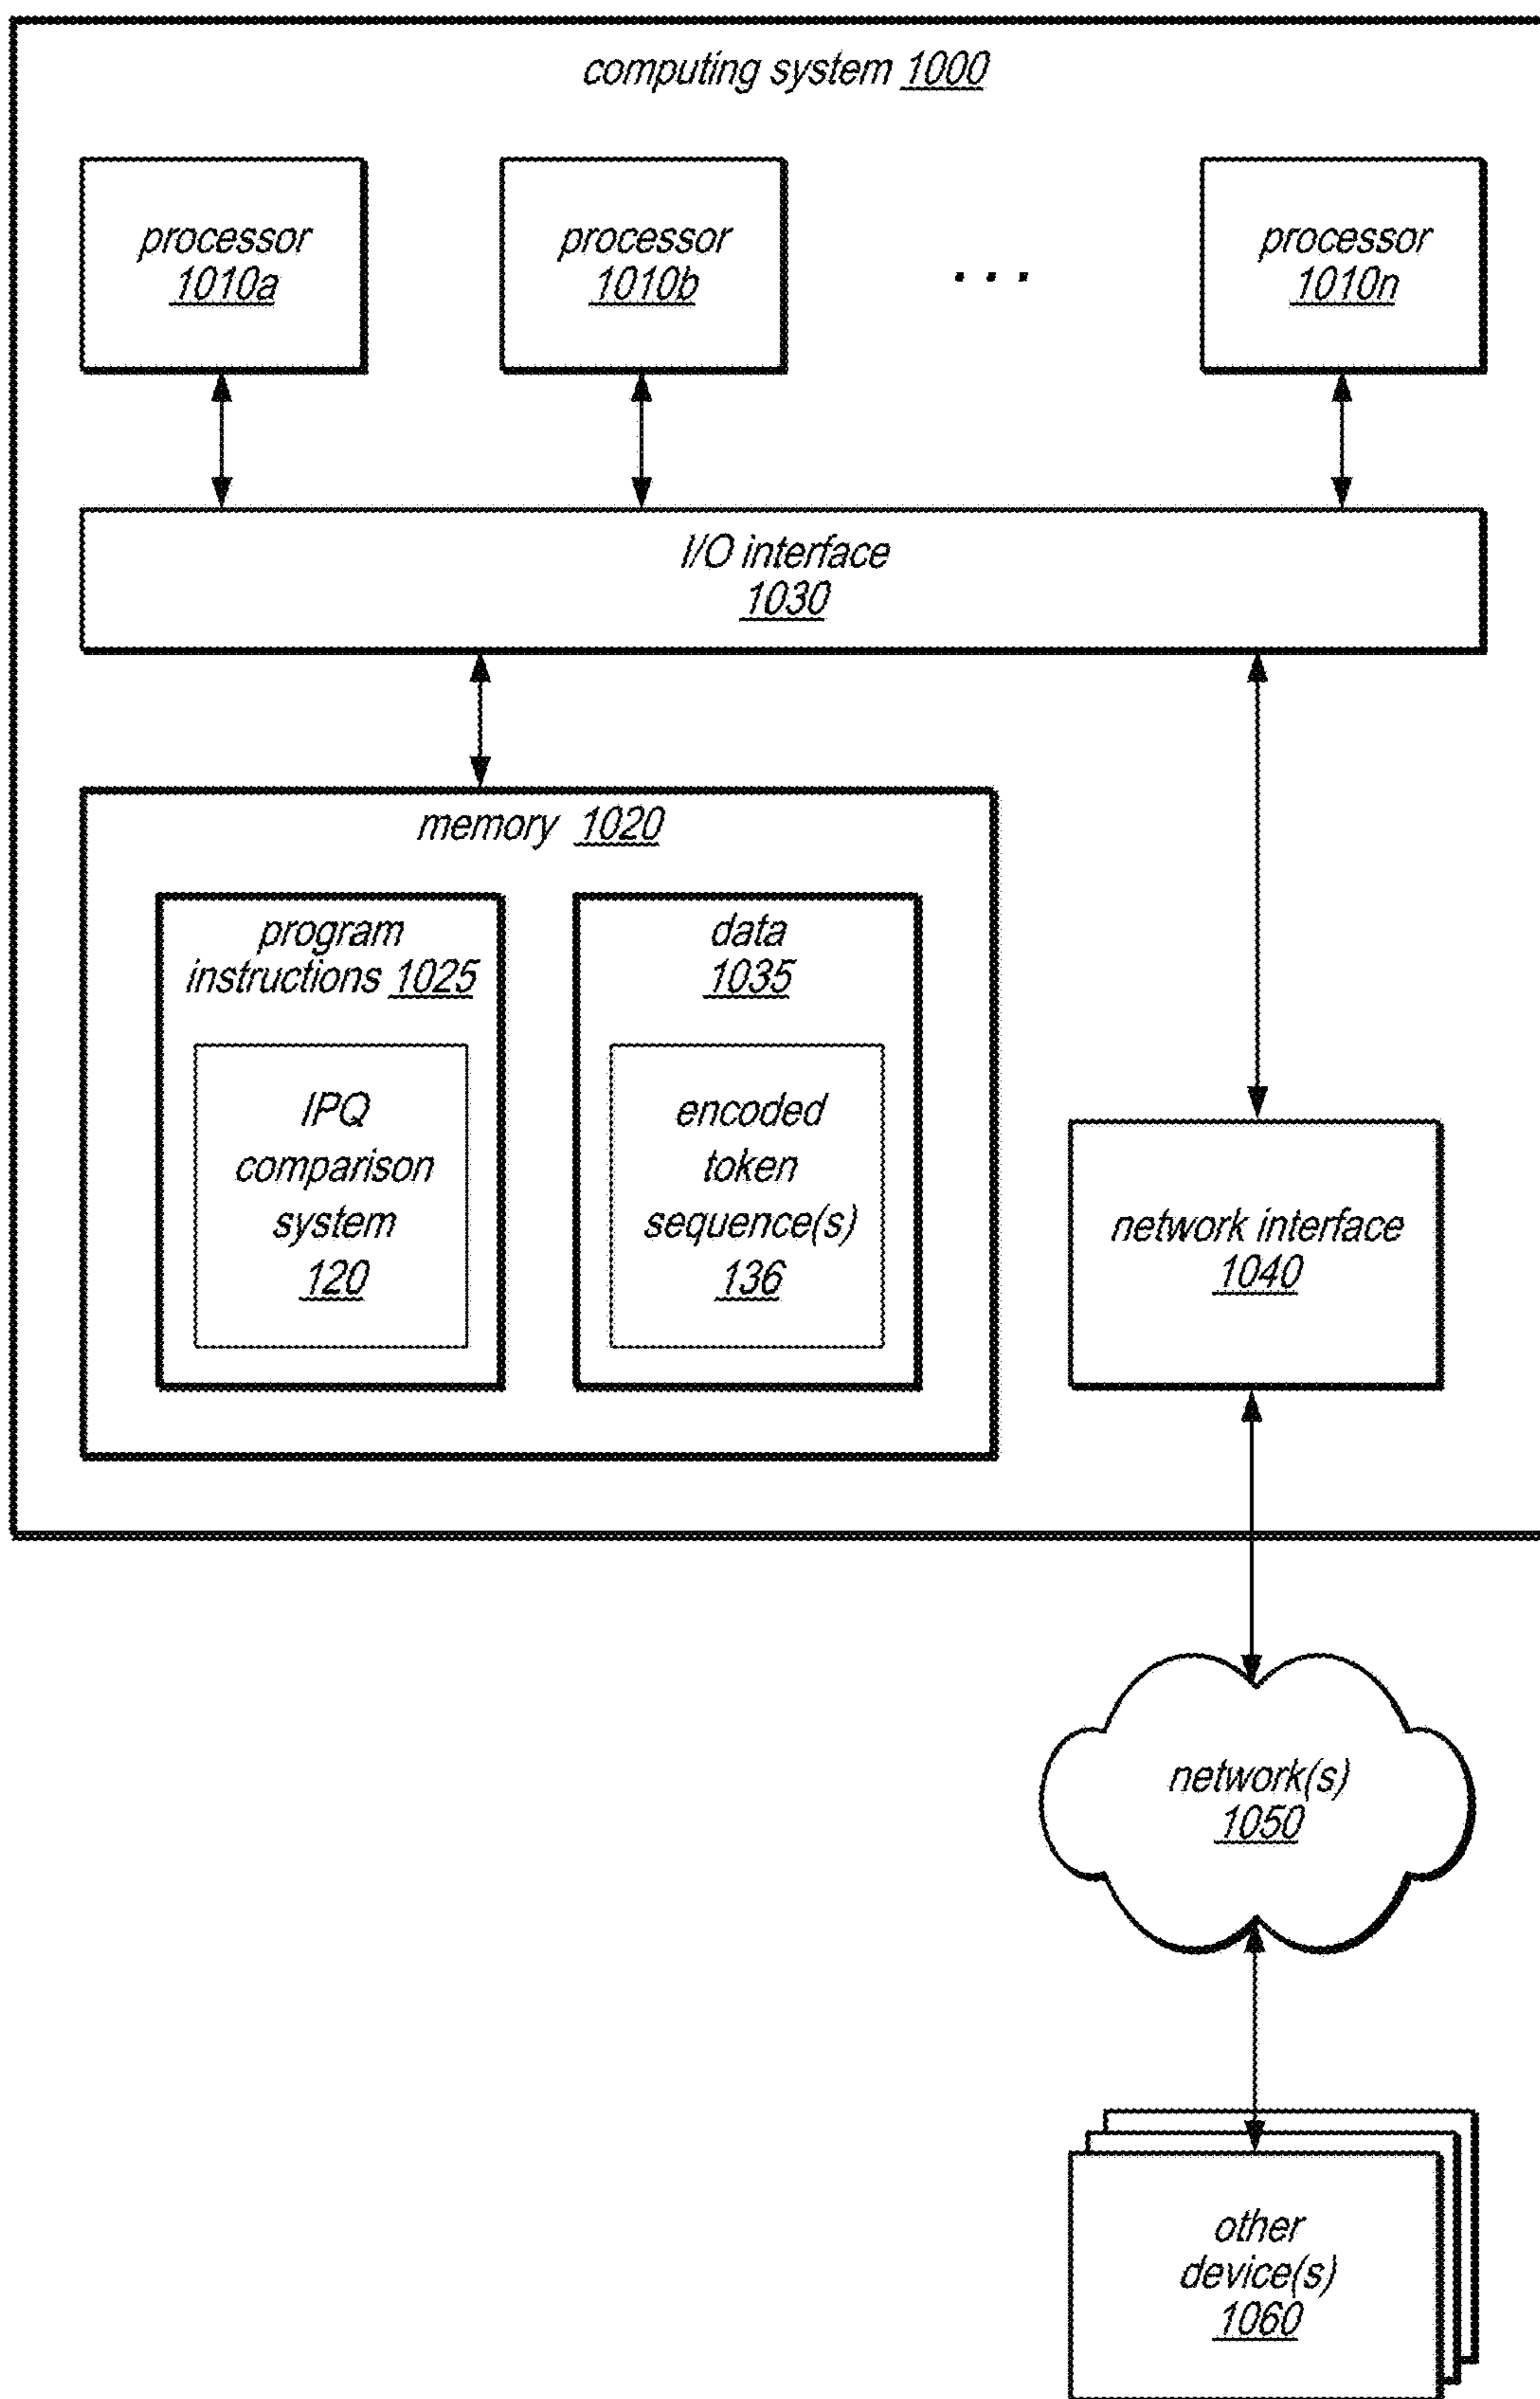 computing system 1000
processor
1010a
processor
1010b
. . .
processor
1010n
I/O interface
1030
memory 1020
program
instructions 1025
IPQ
comparison
system
120
data
1035
encoded
token
sequence(s)
136
network interface
1040
network(s)
1050
other
device(s)
1060